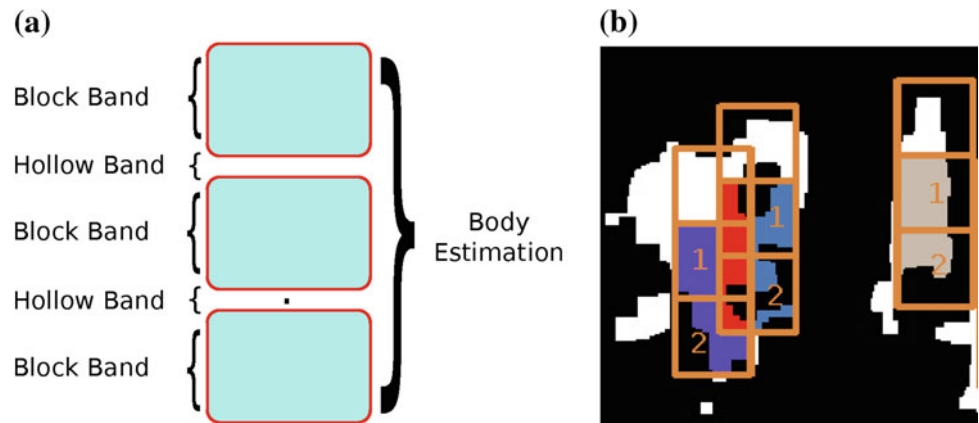 (a)
Block Band
Hollow Band
Block Band
Hollow Band
Block Band
Body
Estimation
(b)
1
2
1
2
1
2